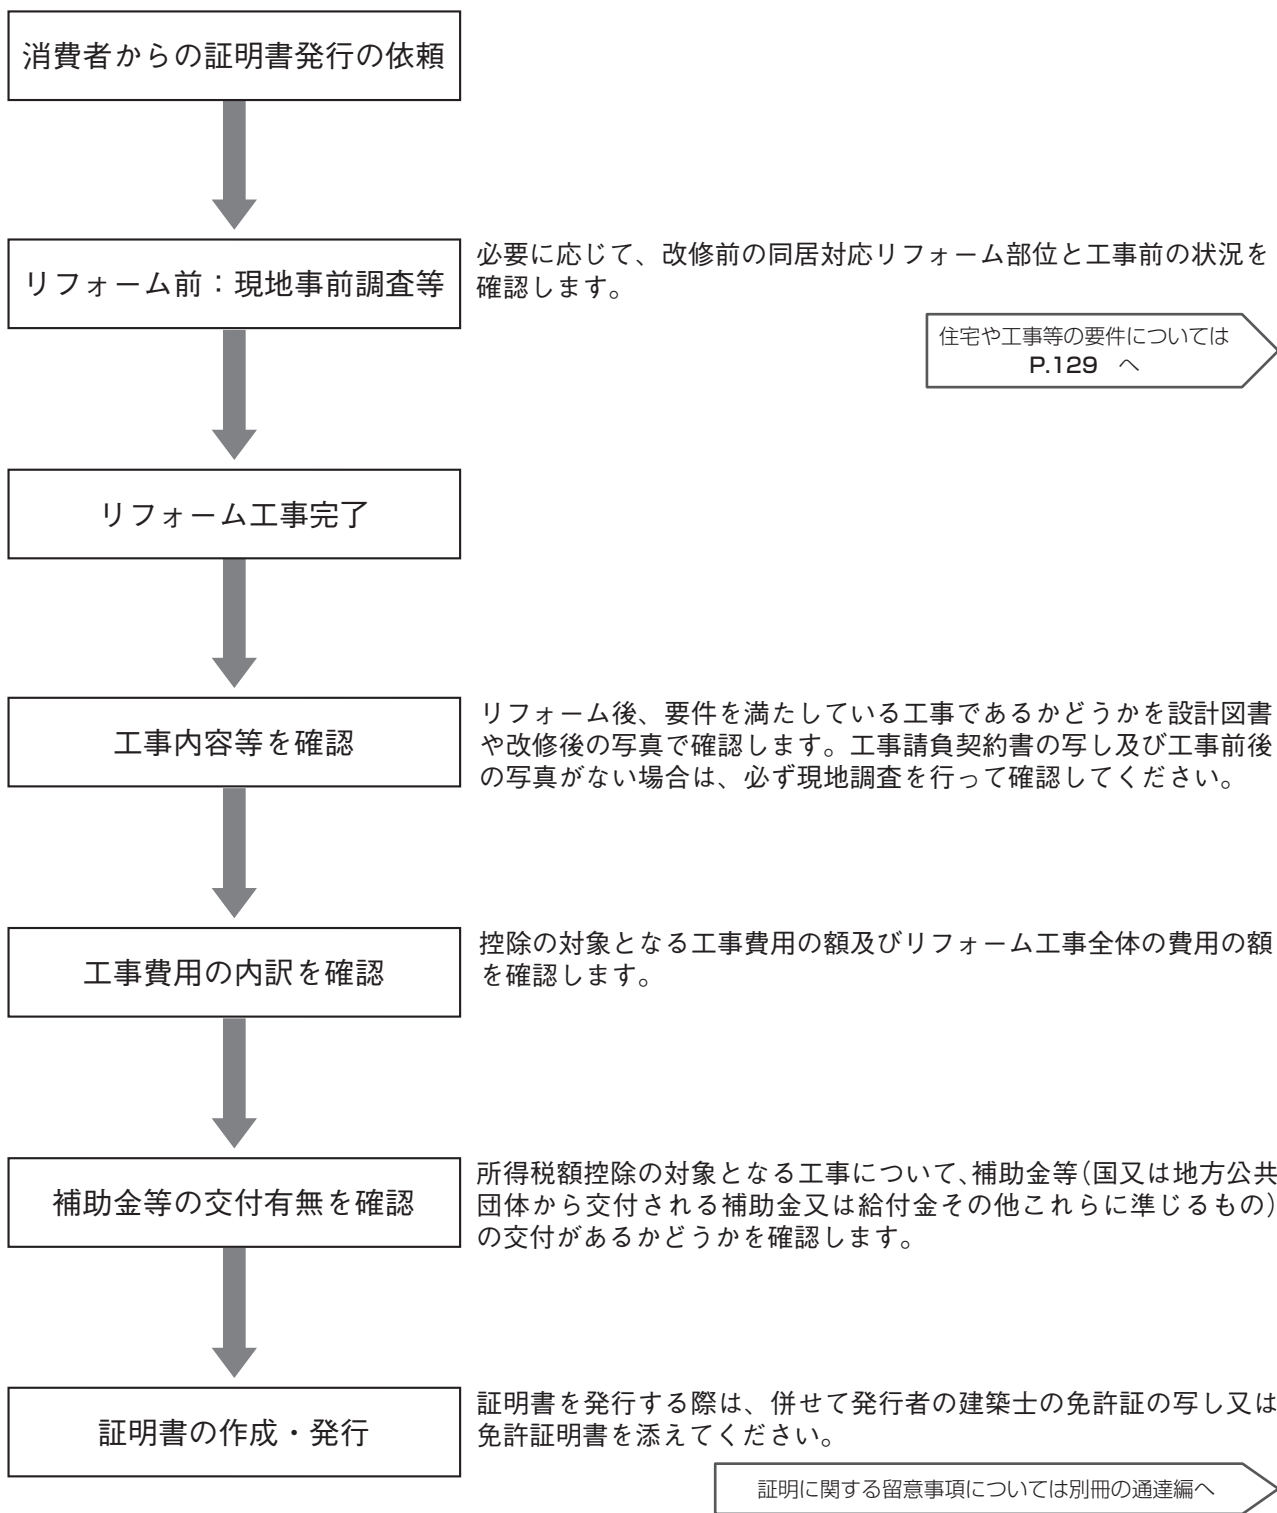 消費者からの証明書発行の依頼
リフォーム前：現地事前調査等
必要に応じて、改修前の同居対応リフォーム部位と工事前の状況を
確認します。
住宅や工事等の要件については
P.129　へ
リフォーム工事完了
工事内容等を確認
リフォーム後、要件を満たしている工事であるかどうかを設計図書
や改修後の写真で確認します。工事請負契約書の写し及び工事前後
の写真がない場合は、必ず現地調査を行って確認してください。
工事費用の内訳を確認
控除の対象となる工事費用の額及びリフォーム工事全体の費用の額
を確認します。
補助金等の交付有無を確認
所得税額控除の対象となる工事について、補助金等（国又は地方公共
団体から交付される補助金又は給付金その他これらに準じるもの）
の交付があるかどうかを確認します。
証明書の作成・発行
証明書を発行する際は、併せて発行者の建築士の免許証の写し又は
免許証明書を添えてください。
証明に関する留意事項については別冊の通達編へ